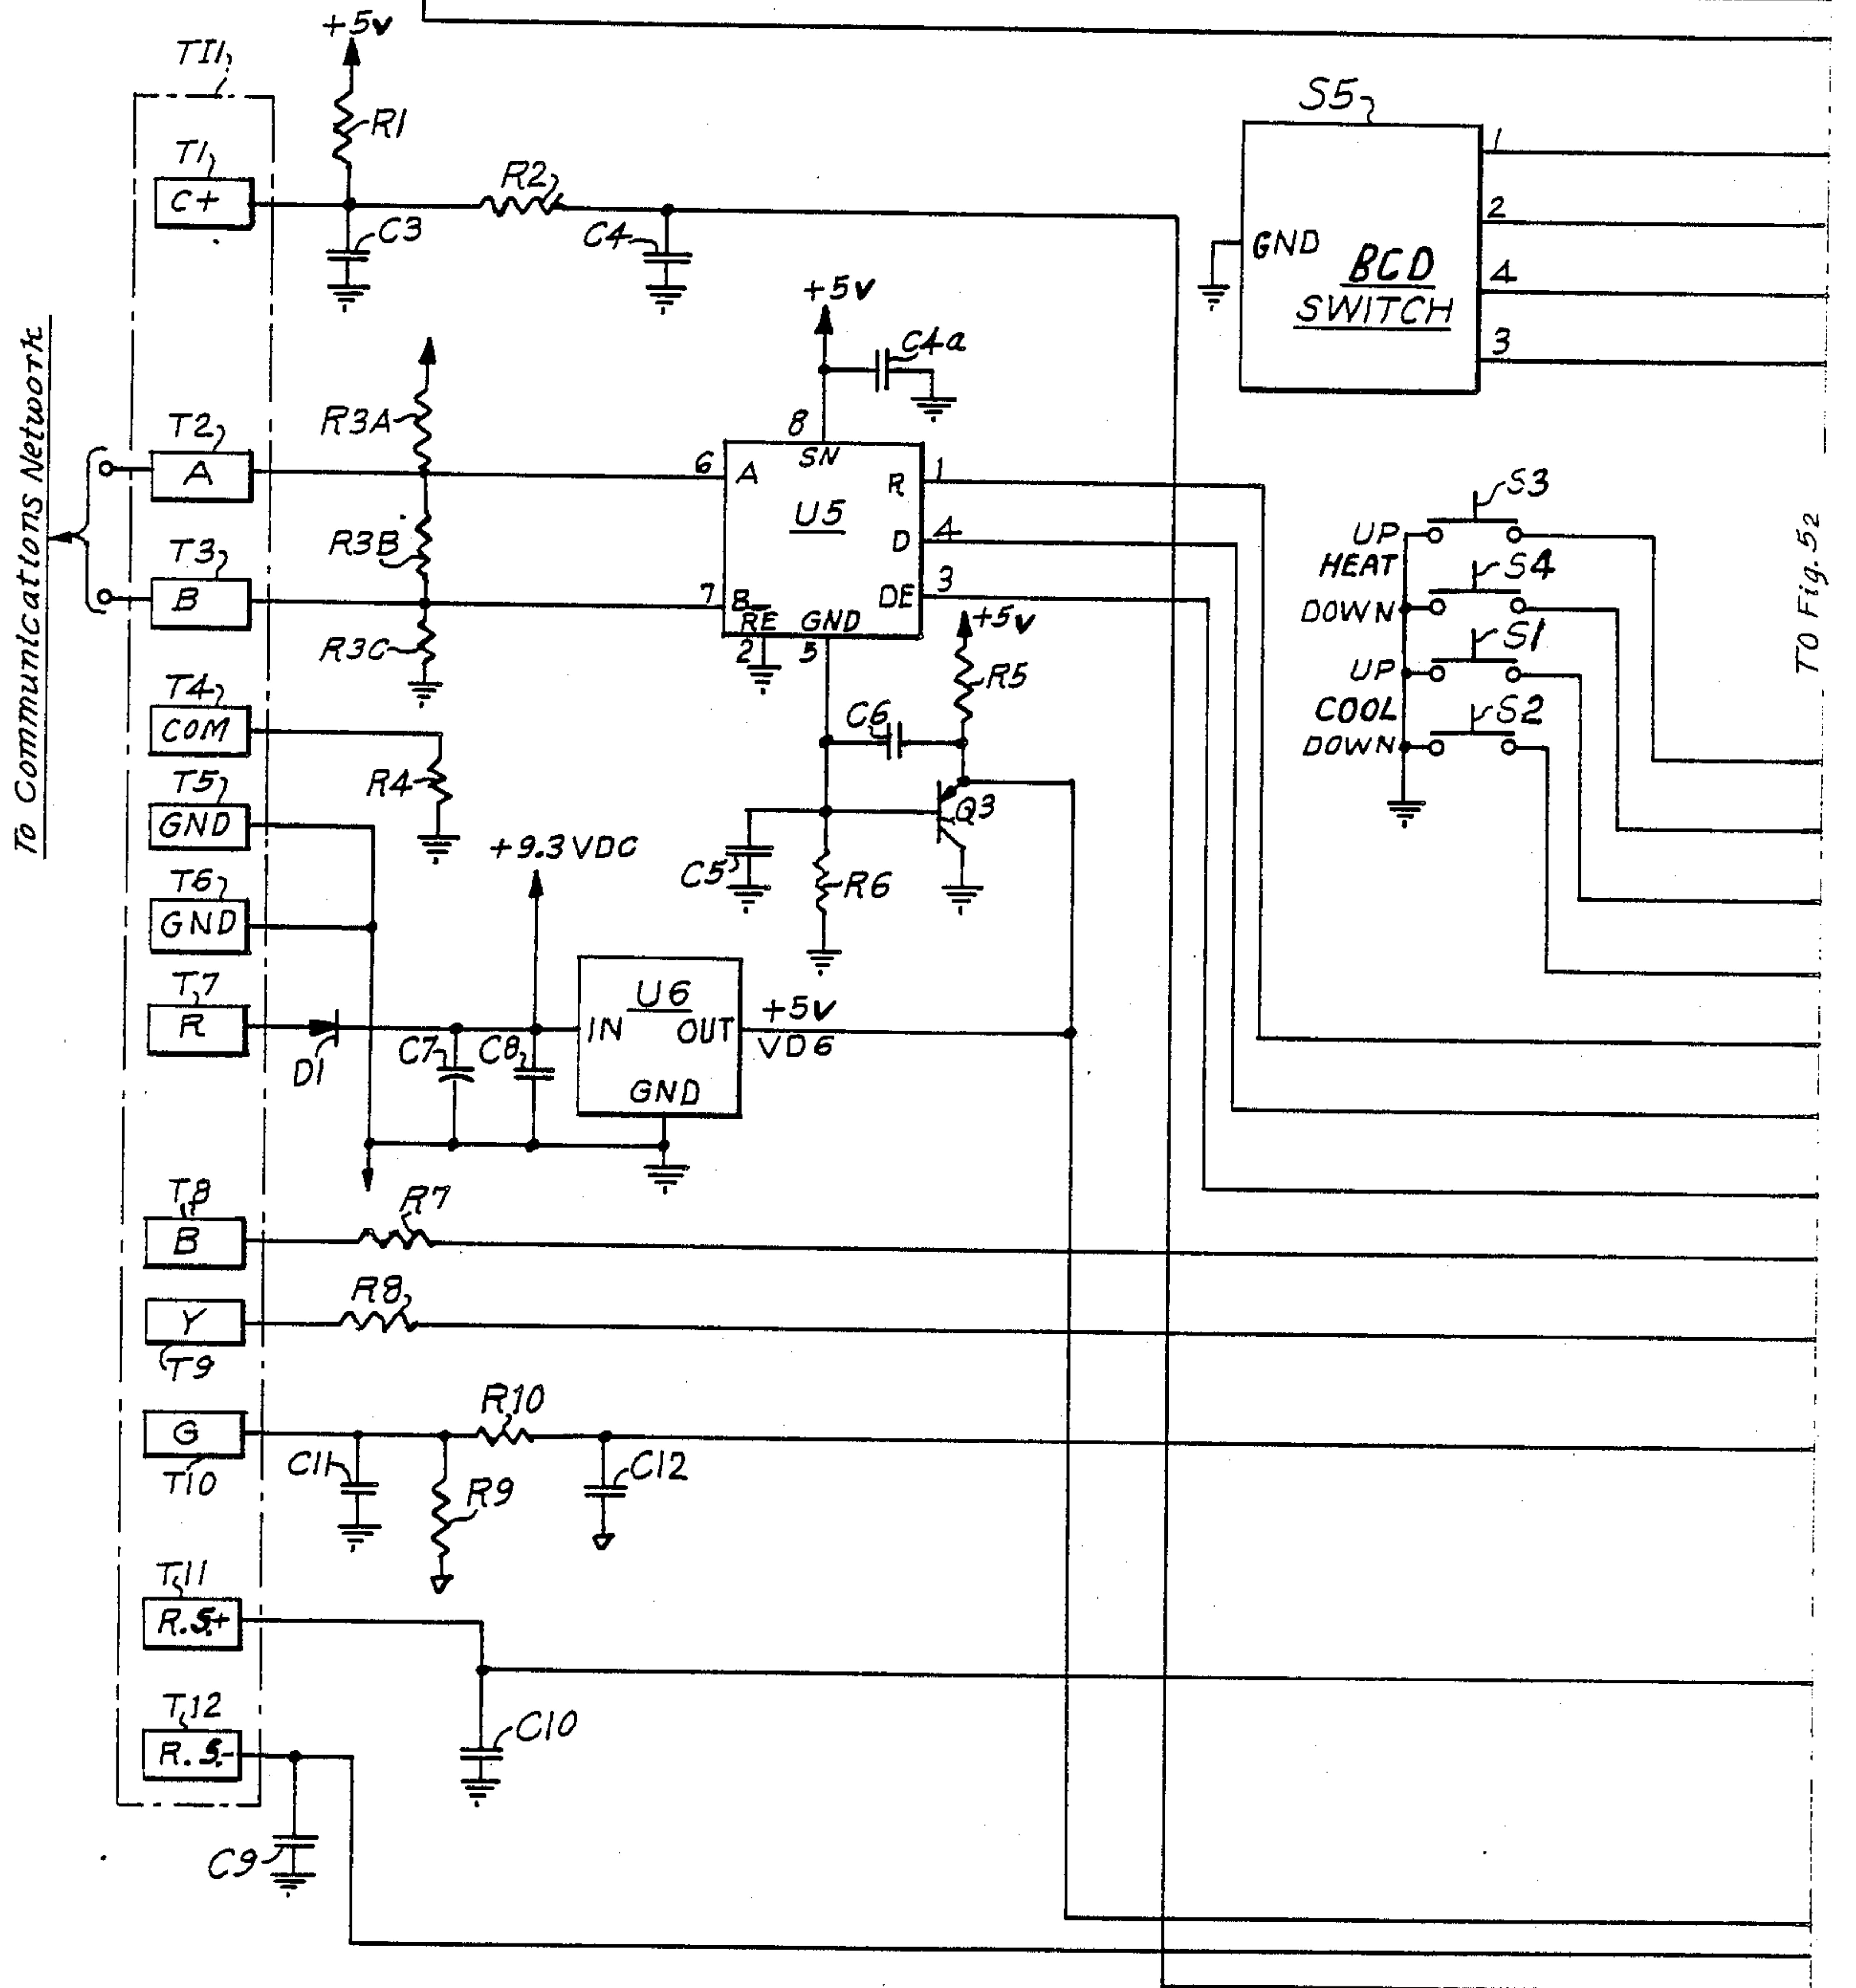 +5v
TI1
R1
T1
C+
R2
C3
C4
S5
1
2
4
3
GND
BCD
SWITCH
To Communications Network
+5v
C4a
R3A
T2
A
8
SN
6
A
R
1
U5
R3B
D
4
T3
B
7
B
DE
3
RE
GND
2
5
R3C
+5v
R5
S3
UP
HEAT
S4
DOWN
S1
UP
COOL
S2
DOWN
TO Fig. 52
T4
COM
C6
R4
T5
GND
Q3
+9.3 VDC
C5
R6
T6
GND
T7
R
D1
C7
C8
U6
IN
OUT
GND
+5v
VD6
T8
B
R7
Y
T9
R8
G
T10
R10
C11
R9
C12
T11
R.S.+
T12
R.S.-
C10
C9